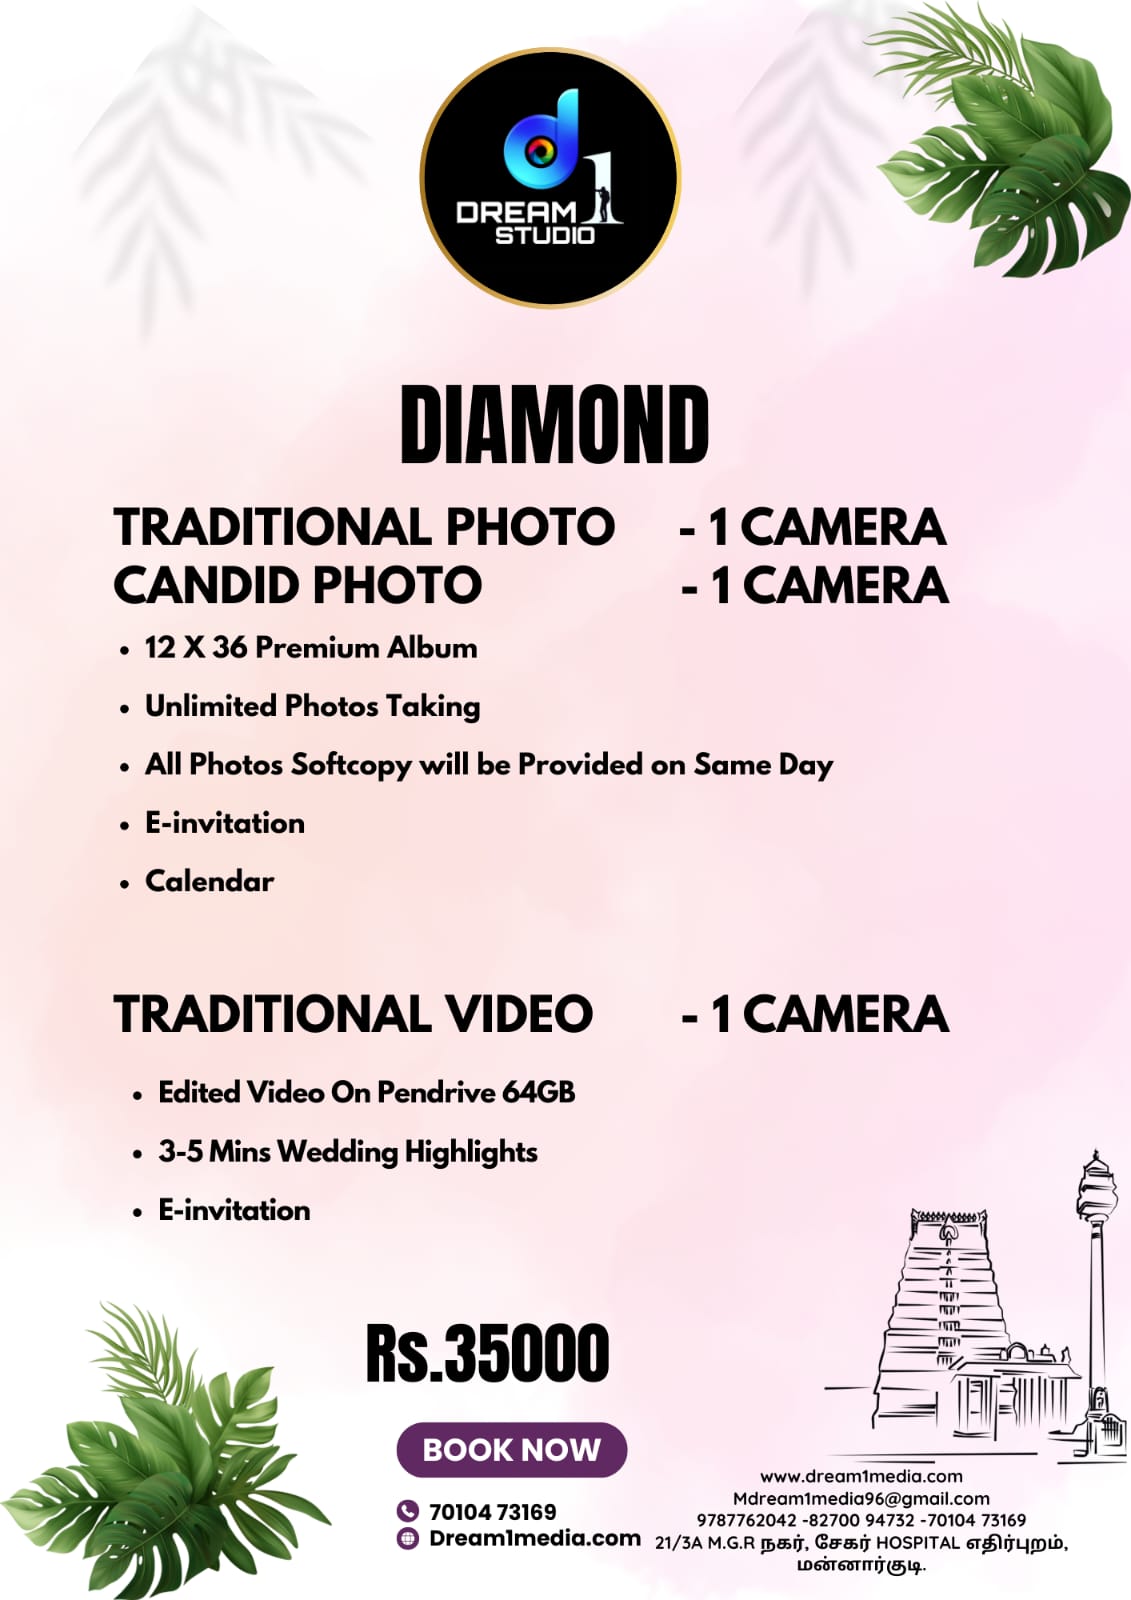 d
DREAM 1
STUDIO
DIAMOND
TRADITIONAL PHOTO - 1 CAMERA
CANDID PHOTO - 1 CAMERA
• 12 X 36 Premium Album
• Unlimited Photos Taking
• All Photos Softcopy will be Provided on Same Day
• E-invitation
• Calendar
TRADITIONAL VIDEO - 1 CAMERA
• Edited Video On Pendrive 64GB
• 3-5 Mins Wedding Highlights
• E-invitation
Rs.35000
BOOK NOW
70104 73169
Dream1media.com
www.dream1media.com
Mdream1media96@gmail.com
9787762042 -82700 94732 -70104 73169
21/3A M.G.R நகர், சேகர் HOSPITAL எதிர்புறம்,
மன்னார்குடி.